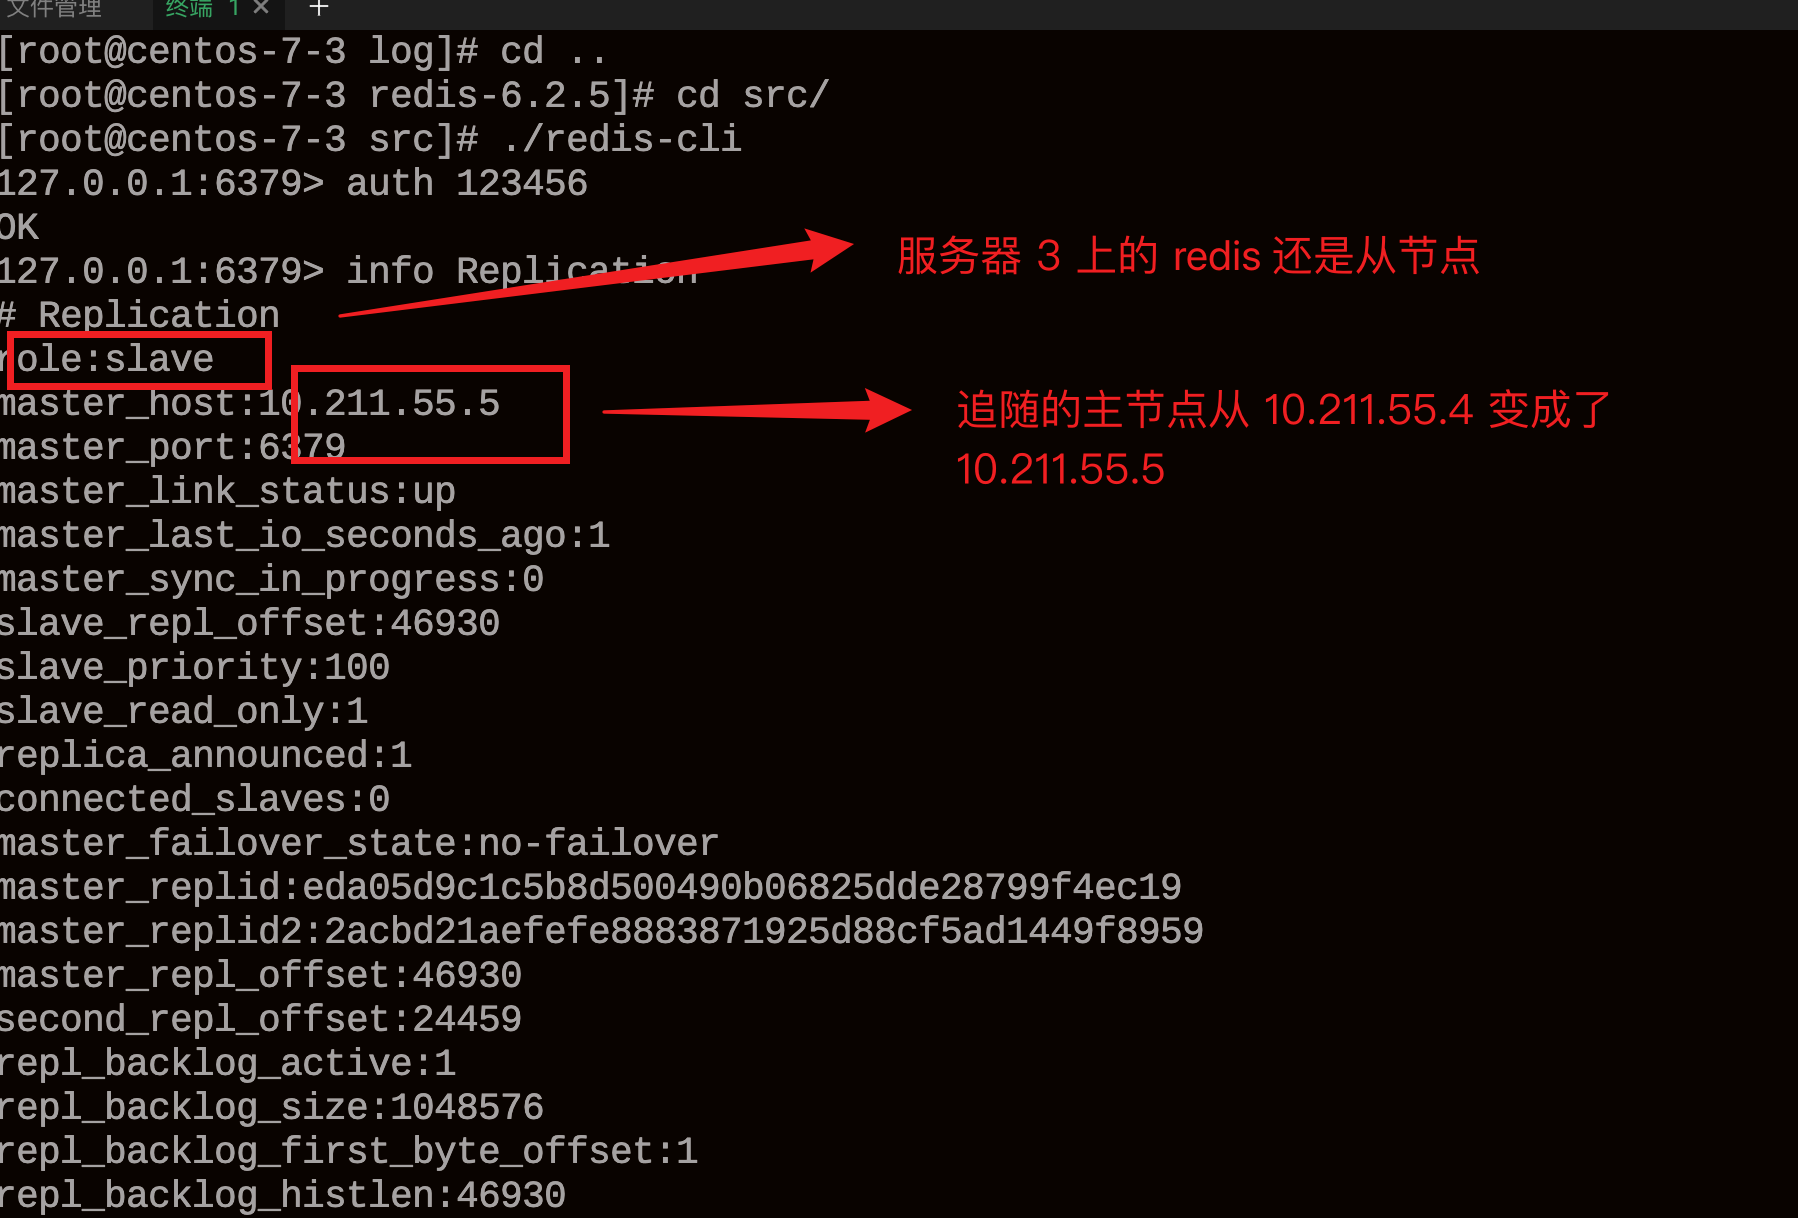 文件管理 终端 1 × +
[root@centos-7-3 log]# cd ..
[root@centos-7-3 redis-6.2.5]# cd src/
[root@centos-7-3 src]# ./redis-cli
127.0.0.1:6379> auth 123456
OK
127.0.0.1:6379> info Replication
# Replication
role:slave
master_host:10.211.55.5
master_port:6379
master_link_status:up
master_last_io_seconds_ago:1
master_sync_in_progress:0
slave_repl_offset:46930
slave_priority:100
slave_read_only:1
replica_announced:1
connected_slaves:0
master_failover_state:no-failover
master_replid:eda05d9c1c5b8d500490b06825dde28799f4ec19
master_replid2:2acbd21aefefe8883871925d88cf5ad1449f8959
master_repl_offset:46930
second_repl_offset:24459
repl_backlog_active:1
repl_backlog_size:1048576
repl_backlog_first_byte_offset:1
repl_backlog_histlen:46930
服务器 3 上的 redis 还是从节点
追随的主节点从 10.211.55.4 变成了
10.211.55.5